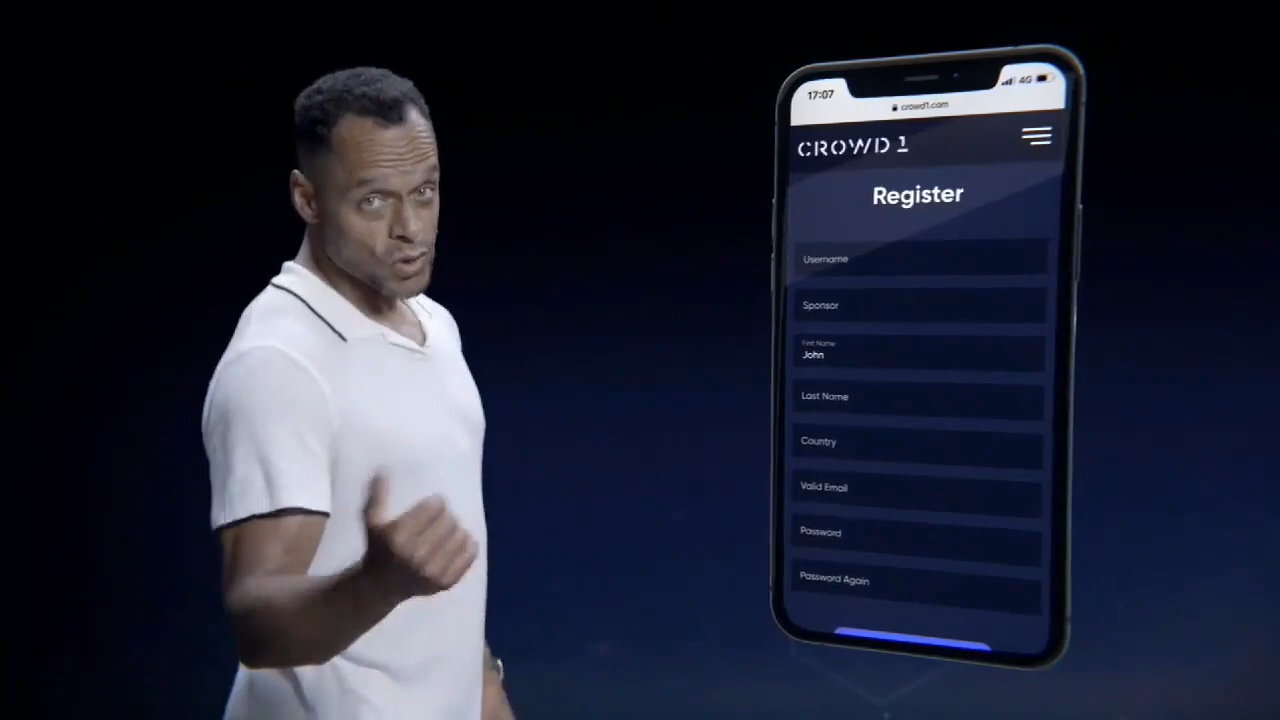 17:07
4G
crowd1.com
CROWD 1
Register
Username
Sponsor
First Name
John
Last Name
Country
Valid Email
Password
Password Again